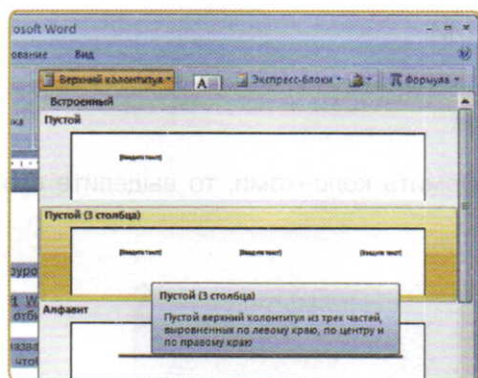 osoft Word
ование Вид
Верхний колонтитул
A
Экспресс-блоки
π Формула
Встроенный
Пустой
[Введите текст]
Пустой (3 столбца)
[Введите текст] [Введите текст] [Введите текст]
Алфавит
Пустой (3 столбца)
Пустой верхний колонтитул из трех частей,
выровненных по левому краю, по центру и
по правому краю